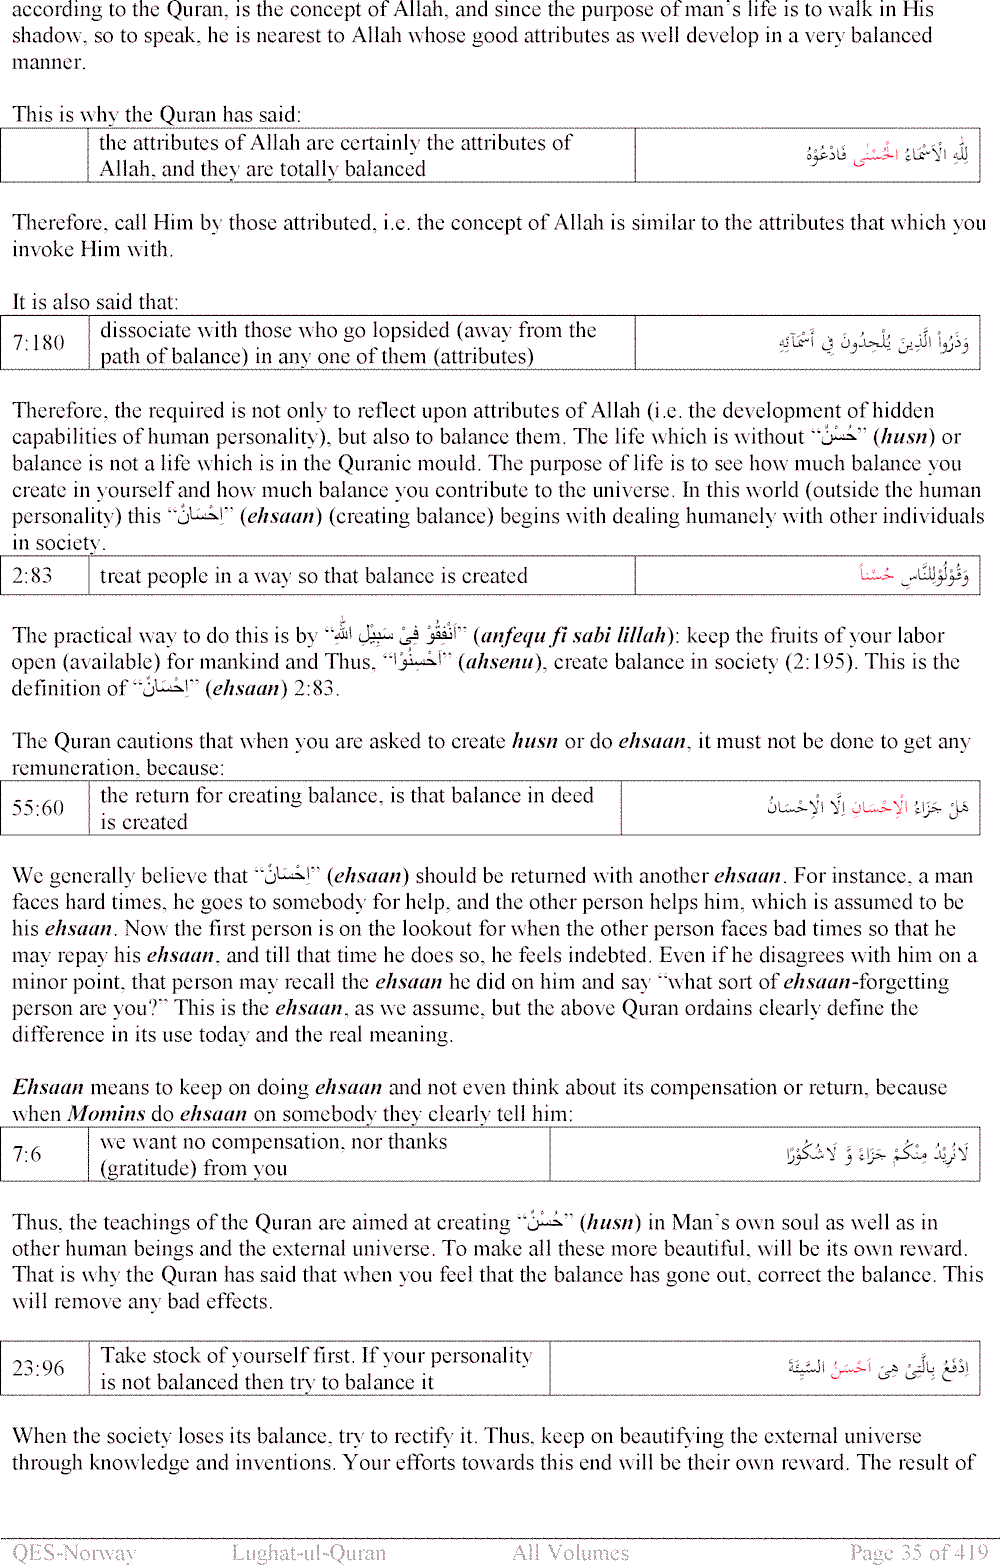 according to the Quran, is the concept of Allah, and since the purpose of man's life is to walk in His
shadow, so to speak, he is nearest to Allah whose good attributes as well develop in a very balanced
manner.
This is why the Quran has said:
the attributes of Allah are certainly the attributes of
Allah, and they are totally balanced
لِلّٰهِ الْاَسْمَاءُ الْحُسْنٰى فَادْعُوْهُ
Therefore, call Him by those attributed, i.e. the concept of Allah is similar to the attributes that which you
invoke Him with.
It is also said that:
7:180
dissociate with those who go lopsided (away from the
path of balance) in any one of them (attributes)
وَذَرُواْ الَّذِينَ يُلْحِدُونَ فِي أَسْمَآئِهِ
Therefore, the required is not only to reflect upon attributes of Allah (i.e. the development of hidden
capabilities of human personality), but also to balance them. The life which is without “حُسْنٌ” (husn) or
balance is not a life which is in the Quranic mould. The purpose of life is to see how much balance you
create in yourself and how much balance you contribute to the universe. In this world (outside the human
personality) this “اِحْسَانٌ” (ehsaan) (creating balance) begins with dealing humanely with other individuals
in society.
2:83 treat people in a way so that balance is created وَقُوْلُوْلِلنَّاسِ حُسْناً
The practical way to do this is by “اَنْفِقُوْ فِىْ سَبِيْلِ اللّٰهِ” (anfequ fi sabi lillah): keep the fruits of your labor
open (available) for mankind and Thus, “اَحْسِنُوْا” (ahsenu), create balance in society (2:195). This is the
definition of “اِحْسَانٌ” (ehsaan) 2:83.
The Quran cautions that when you are asked to create husn or do ehsaan, it must not be done to get any
remuneration, because:
55:60
the return for creating balance, is that balance in deed
is created
هَلْ جَزَاءُ الْاِحْسَانِ اِلَّا الْاِحْسَانُ
We generally believe that “اِحْسَانٌ” (ehsaan) should be returned with another ehsaan. For instance, a man
faces hard times, he goes to somebody for help, and the other person helps him, which is assumed to be
his ehsaan. Now the first person is on the lookout for when the other person faces bad times so that he
may repay his ehsaan, and till that time he does so, he feels indebted. Even if he disagrees with him on a
minor point, that person may recall the ehsaan he did on him and say “what sort of ehsaan-forgetting
person are you?” This is the ehsaan, as we assume, but the above Quran ordains clearly define the
difference in its use today and the real meaning.
Ehsaan means to keep on doing ehsaan and not even think about its compensation or return, because
when Momins do ehsaan on somebody they clearly tell him:
7:6
we want no compensation, nor thanks
(gratitude) from you
لَانُرِيْدُ مِنْكُمْ جَزَاءً وَّ لَاشُكُوْرًا
Thus, the teachings of the Quran are aimed at creating “حُسْنٌ” (husn) in Man's own soul as well as in
other human beings and the external universe. To make all these more beautiful, will be its own reward.
That is why the Quran has said that when you feel that the balance has gone out, correct the balance. This
will remove any bad effects.
23:96
Take stock of yourself first. If your personality
is not balanced then try to balance it
اِدْفَعْ بِالَّتِىْ هِىَ اَحْسَنُ السَّيِّئَةَ
When the society loses its balance, try to rectify it. Thus, keep on beautifying the external universe
through knowledge and inventions. Your efforts towards this end will be their own reward. The result of
QES-Norway Lughat-ul-Quran All Volumes Page 35 of 419